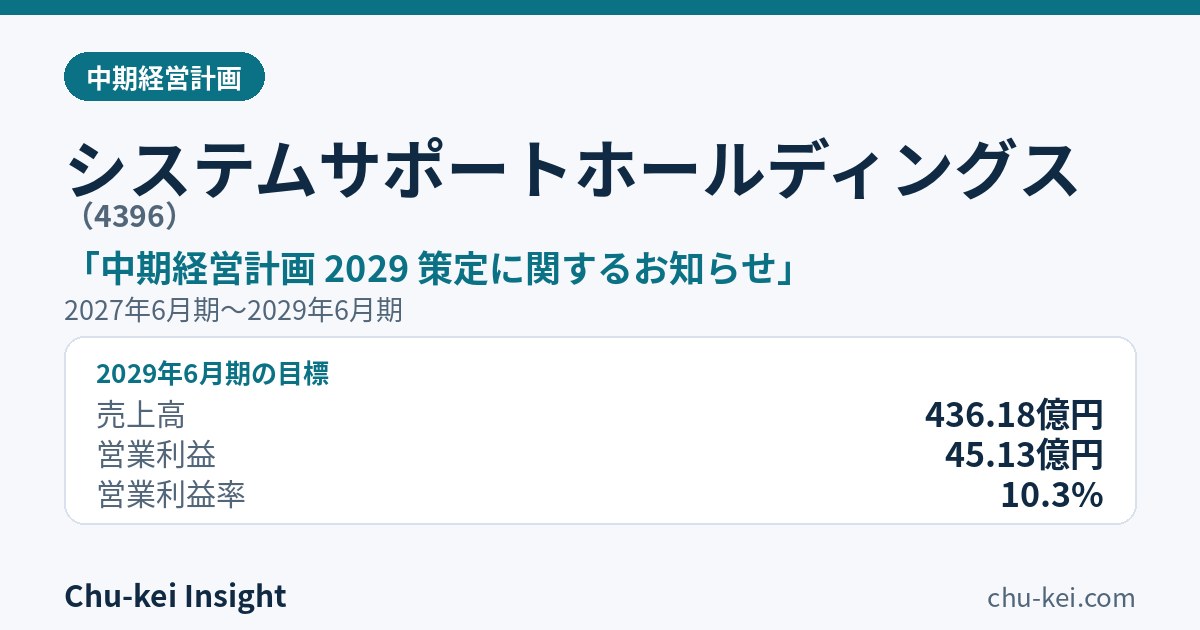 中期経営計画
システムサポートホールディングス
（4396）
「中期経営計画 2029 策定に関するお知らせ」
2027年6月期～2029年6月期
2029年6月期の目標
売上高 436.18億円
営業利益 45.13億円
営業利益率 10.3%
Chu-kei Insight chu-kei.com